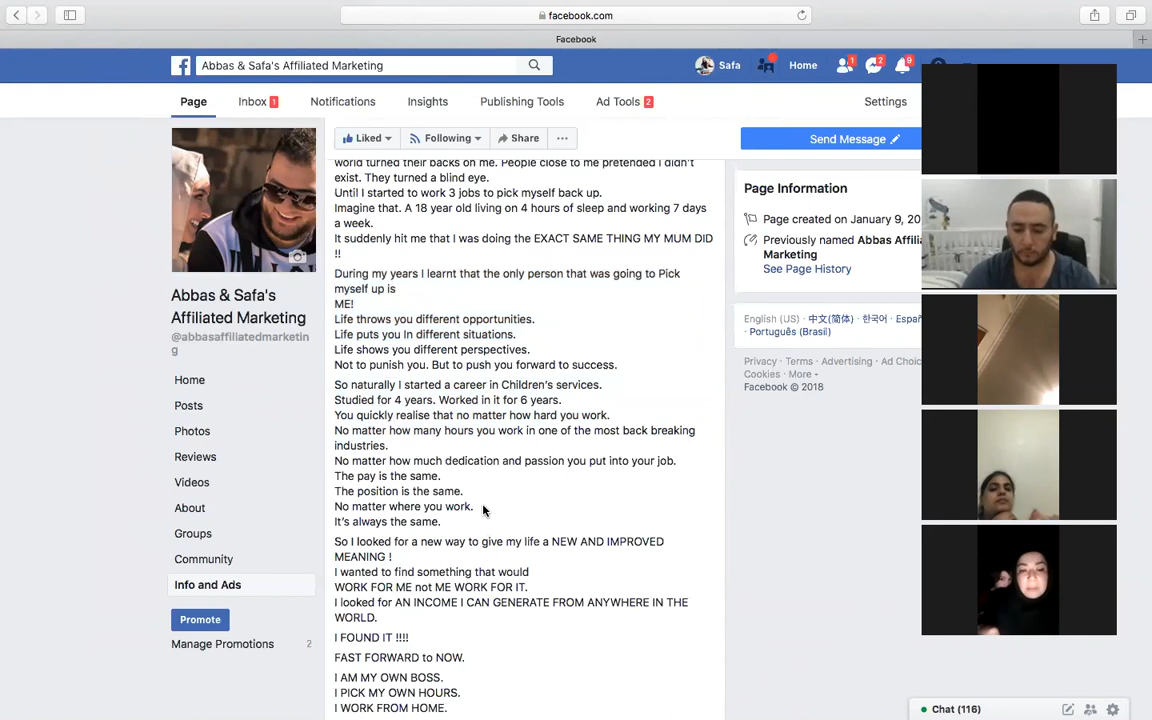 facebook.com
Facebook
Abbas & Safa's Affiliated Marketing
Safa
Home
1
2
9
Page
Inbox 1
Notifications
Insights
Publishing Tools
Ad Tools 2
Settings
Liked
Following
Share
Send Message
world turned their backs on me. People close to me pretended I didn't
exist. They turned a blind eye.
Until I started to work 3 jobs to pick myself back up.
Imagine that. A 18 year old living on 4 hours of sleep and working 7 days
a week.
It suddenly hit me that I was doing the EXACT SAME THING MY MUM DID
!!
During my years I learnt that the only person that was going to Pick
myself up is
ME!
Life throws you different opportunities.
Life puts you In different situations.
Life shows you different perspectives.
Not to punish you. But to push you forward to success.
So naturally I started a career in Children's services.
Studied for 4 years. Worked in it for 6 years.
You quickly realise that no matter how hard you work.
No matter how many hours you work in one of the most back breaking
industries.
No matter how much dedication and passion you put into your job.
The pay is the same.
The position is the same.
No matter where you work.
It's always the same.
So I looked for a new way to give my life a NEW AND IMPROVED
MEANING !
I wanted to find something that would
WORK FOR ME not ME WORK FOR IT.
I looked for AN INCOME I CAN GENERATE FROM ANYWHERE IN THE
WORLD.
I FOUND IT !!!!
FAST FORWARD to NOW.
I AM MY OWN BOSS.
I PICK MY OWN HOURS.
I WORK FROM HOME.
Abbas & Safa's
Affiliated Marketing
@abbasaffiliatedmarketin
g
Home
Posts
Photos
Reviews
Videos
About
Groups
Community
Info and Ads
Promote
Manage Promotions 2
Page Information
Page created on January 9, 20
Previously named Abbas Affili
Marketing
See Page History
English (US) · 中文(简体) · 한국어 · Españ
· Português (Brasil)
Privacy · Terms · Advertising · Ad Choic
Cookies · More
Facebook © 2018
Chat (116)